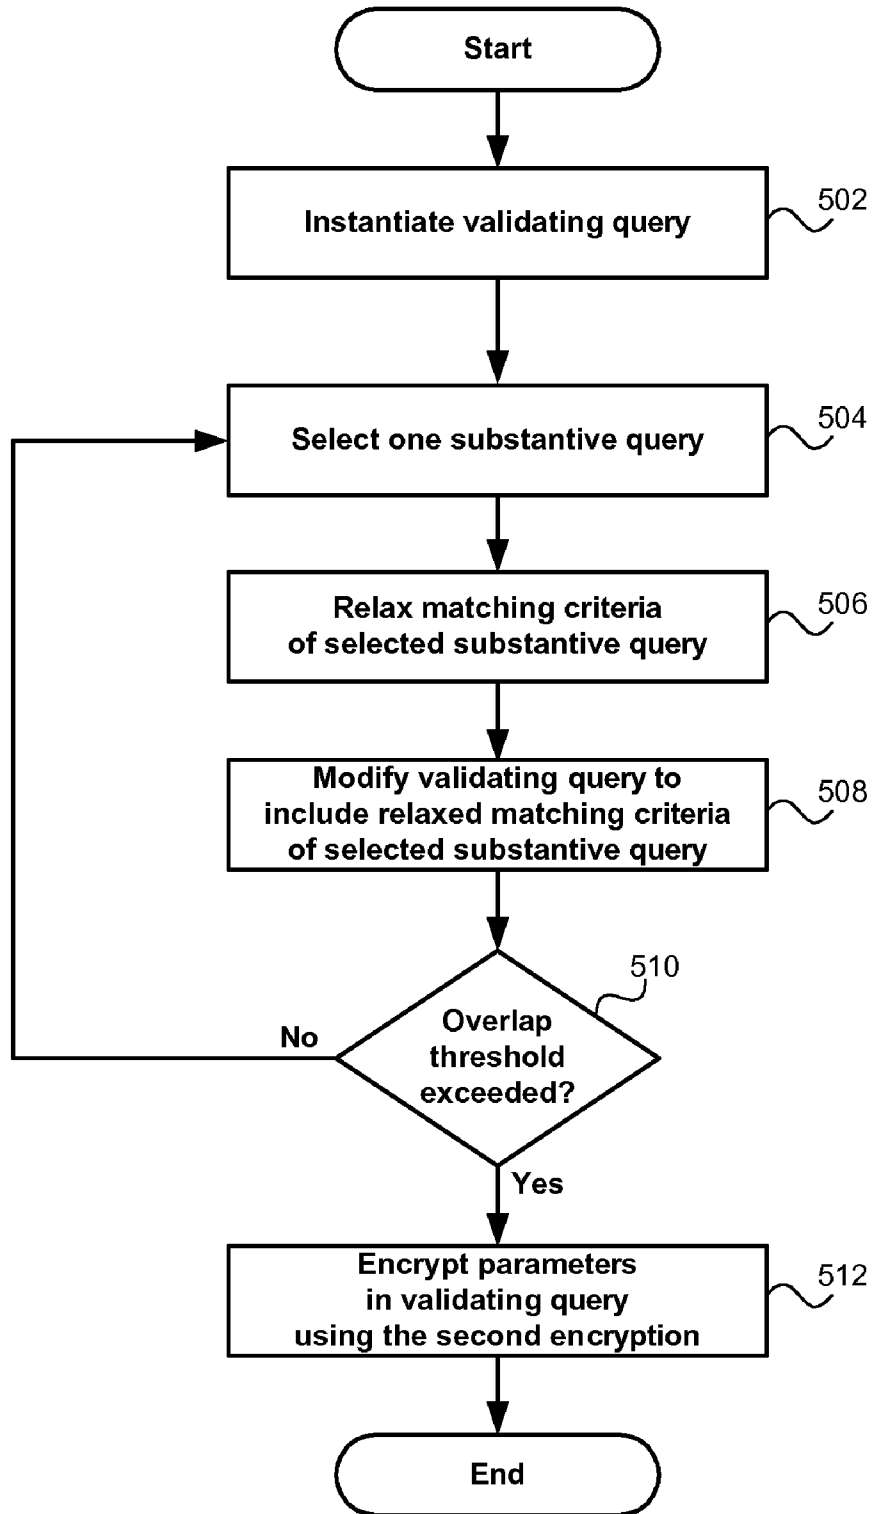 Start
Instantiate validating query
502
Select one substantive query
504
Relax matching criteria
of selected substantive query
506
Modify validating query to
include relaxed matching criteria
of selected substantive query
508
510
Overlap
threshold
exceeded?
No
Yes
Encrypt parameters
in validating query
using the second encryption
512
End